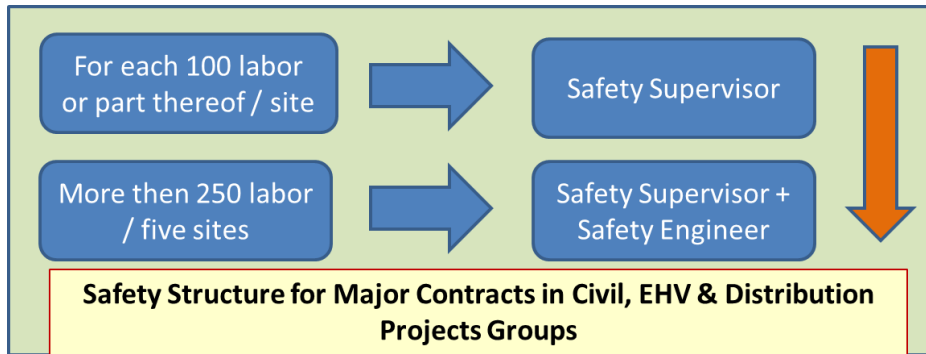 For each 100 labor
or part thereof / site
Safety Supervisor
More then 250 labor
/ five sites
Safety Supervisor +
Safety Engineer
Safety Structure for Major Contracts in Civil, EHV & Distribution
Projects Groups